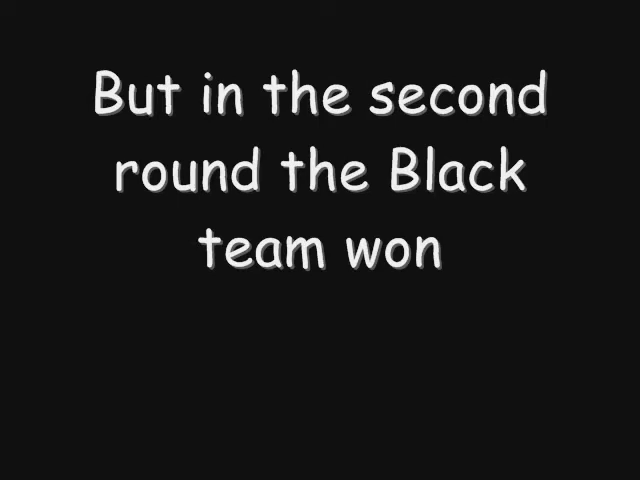 But in the second
round the Black
team won